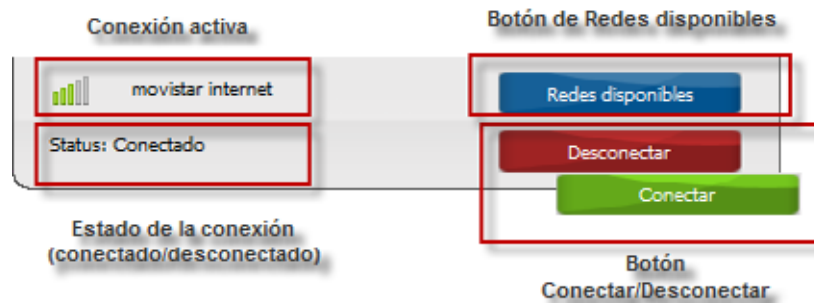 Conexión activa
Botón de Redes disponibles
movistar internet
Redes disponibles
Status: Conectado
Desconectar
Conectar
Estado de la conexión
(conectado/desconectado)
Botón
Conectar/Desconectar